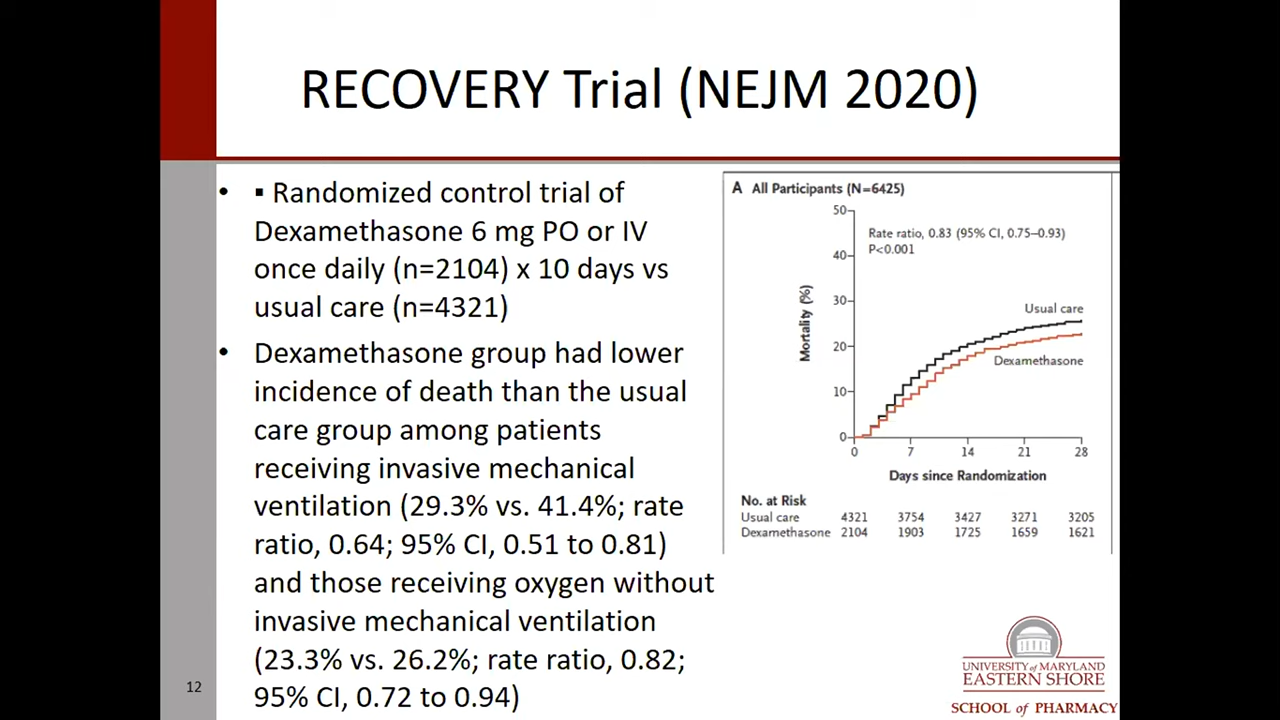 RECOVERY Trial (NEJM 2020)
• ▪ Randomized control trial of
Dexamethasone 6 mg PO or IV
once daily (n=2104) x 10 days vs
usual care (n=4321)
• Dexamethasone group had lower
incidence of death than the usual
care group among patients
receiving invasive mechanical
ventilation (29.3% vs. 41.4%; rate
ratio, 0.64; 95% CI, 0.51 to 0.81)
and those receiving oxygen without
invasive mechanical ventilation
(23.3% vs. 26.2%; rate ratio, 0.82;
95% CI, 0.72 to 0.94)
A All Participants (N=6425)
Rate ratio, 0.83 (95% CI, 0.75–0.93)
P<0.001
Mortality (%)
50
40
30
20
10
0
Usual care
Dexamethasone
0 7 14 21 28
Days since Randomization
No. at Risk
Usual care 4321 3754 3427 3271 3205
Dexamethasone 2104 1903 1725 1659 1621
UNIVERSITY of MARYLAND
EASTERN SHORE
SCHOOL of PHARMACY
12